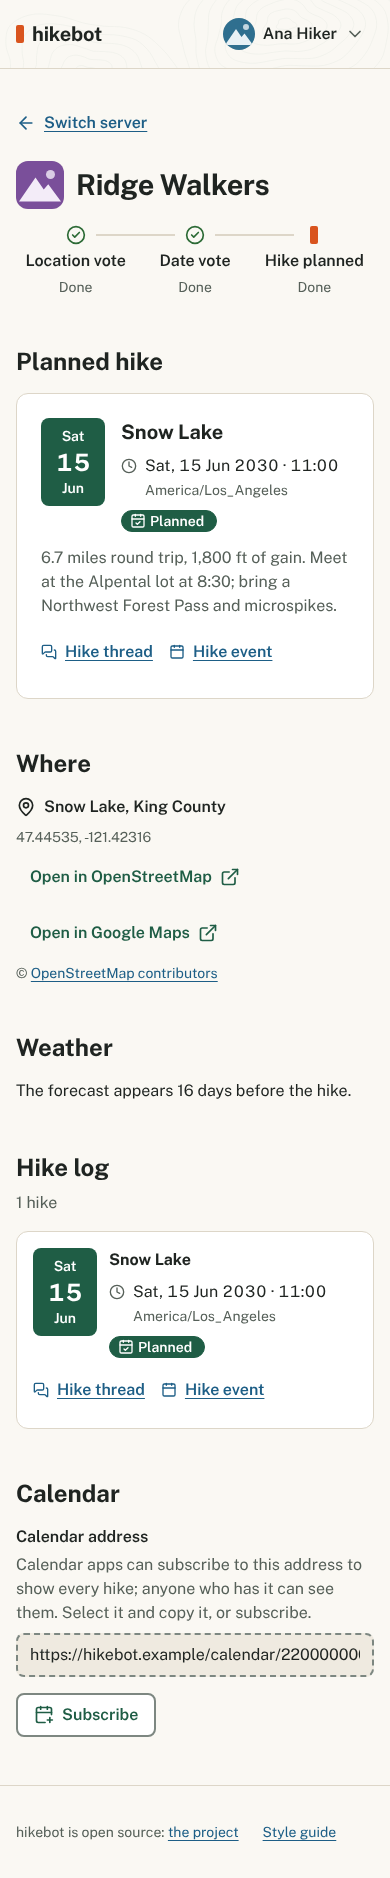 hikebot
Ana Hiker
Switch server
Ridge Walkers
Location vote
Done
Date vote
Done
Hike planned
Done
Planned hike
Sat
15
Jun
Snow Lake
Sat, 15 Jun 2030 · 11:00
America/Los_Angeles
Planned
6.7 miles round trip, 1,800 ft of gain. Meet
at the Alpental lot at 8:30; bring a
Northwest Forest Pass and microspikes.
Hike thread
Hike event
Where
Snow Lake, King County
47.44535, -121.42316
Open in OpenStreetMap
Open in Google Maps
© OpenStreetMap contributors
Weather
The forecast appears 16 days before the hike.
Hike log
1 hike
Sat
15
Jun
Snow Lake
Sat, 15 Jun 2030 · 11:00
America/Los_Angeles
Planned
Hike thread
Hike event
Calendar
Calendar address
Calendar apps can subscribe to this address to
show every hike; anyone who has it can see
them. Select it and copy it, or subscribe.
https://hikebot.example/calendar/220000000
Subscribe
hikebot is open source: the project
Style guide